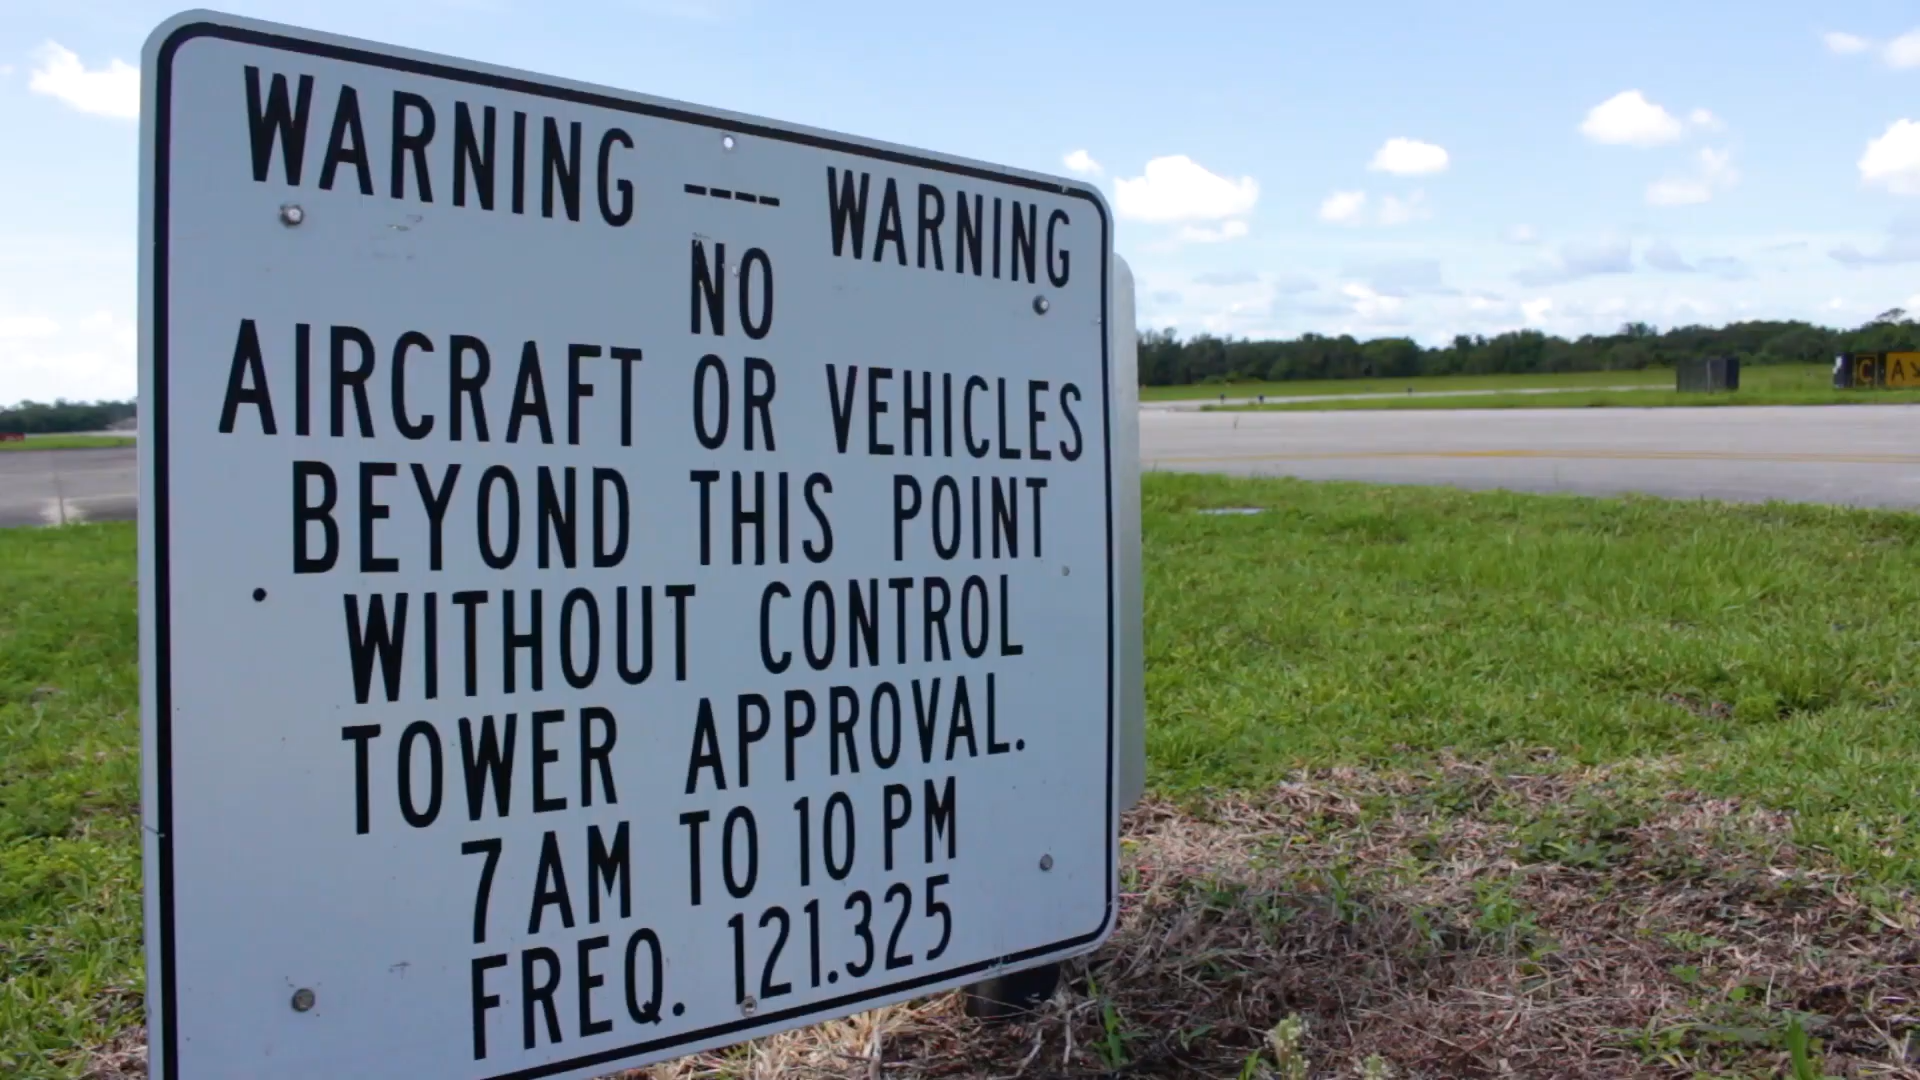 WARNING ---- WARNING
NO
AIRCRAFT OR VEHICLES
BEYOND THIS POINT
WITHOUT CONTROL
TOWER APPROVAL.
7 AM TO 10 PM
FREQ. 121.325
C A